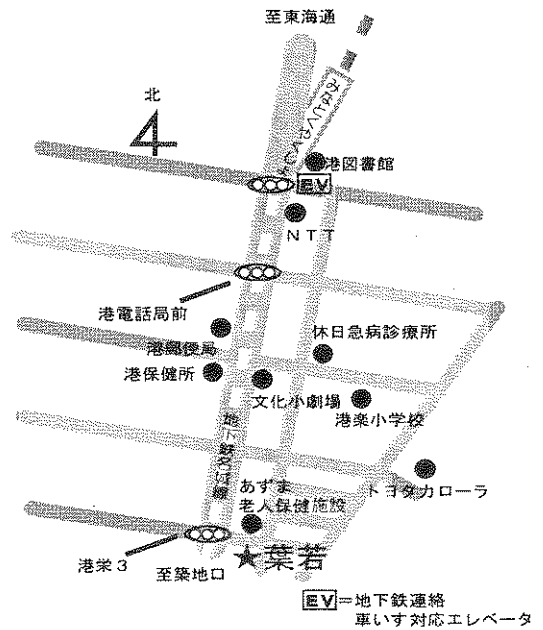 至東海通
みなとくやくしょ
北
港図書館
EV
NTT
港電話局前
休日急病診療所
港郵便局
港保健所
文化小劇場
港楽小学校
地下鉄名港線
トヨタカローラ
あずま
老人保健施設
港栄3
至築地口
★葉若
EV=地下鉄連絡
車いす対応エレベータ